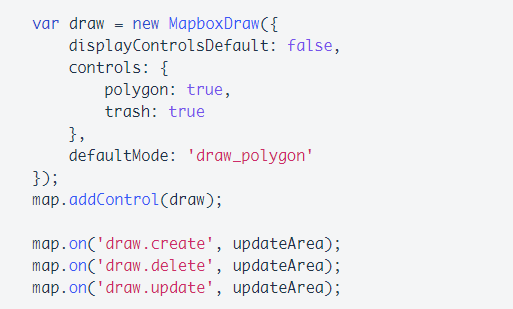 var draw = new MapboxDraw({
    displayControlsDefault: false,
    controls: {
        polygon: true,
        trash: true
    },
    defaultMode: 'draw_polygon'
});
map.addControl(draw);

map.on('draw.create', updateArea);
map.on('draw.delete', updateArea);
map.on('draw.update', updateArea);